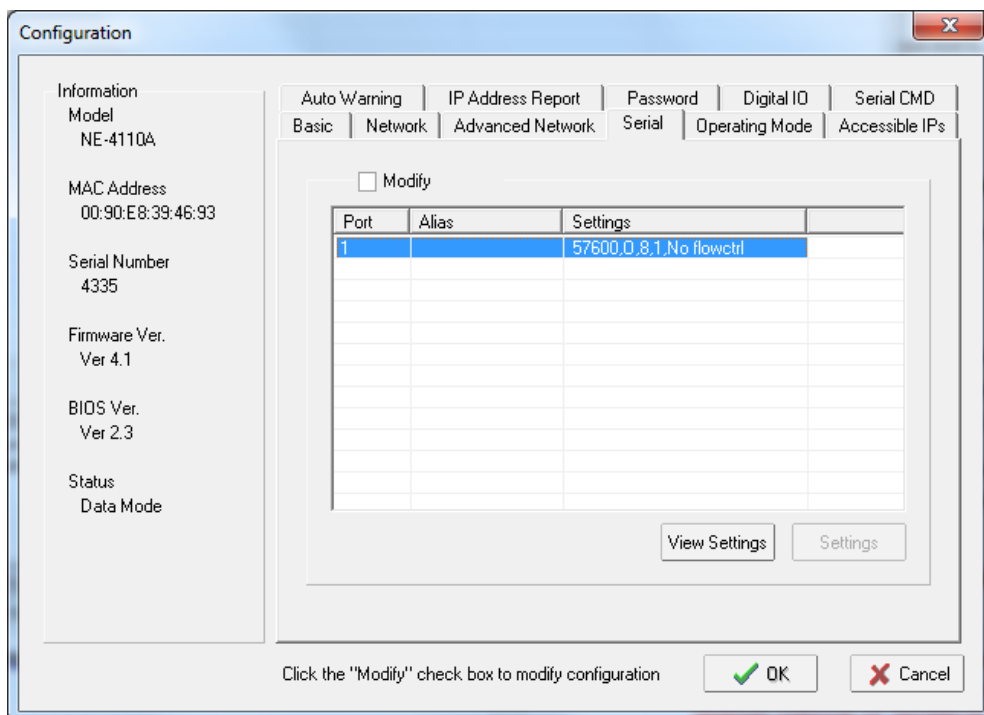 Configuration
Information
Model
NE-4110A
MAC Address
00:90:E8:39:46:93
Serial Number
4335
Firmware Ver.
Ver 4.1
BIOS Ver.
Ver 2.3
Status
Data Mode
Auto Warning IP Address Report Password Digital IO Serial CMD
Basic Network Advanced Network Serial Operating Mode Accessible IPs
Modify
Port Alias Settings
1 57600,O,8,1,No flowctrl
View Settings Settings
Click the "Modify" check box to modify configuration OK Cancel